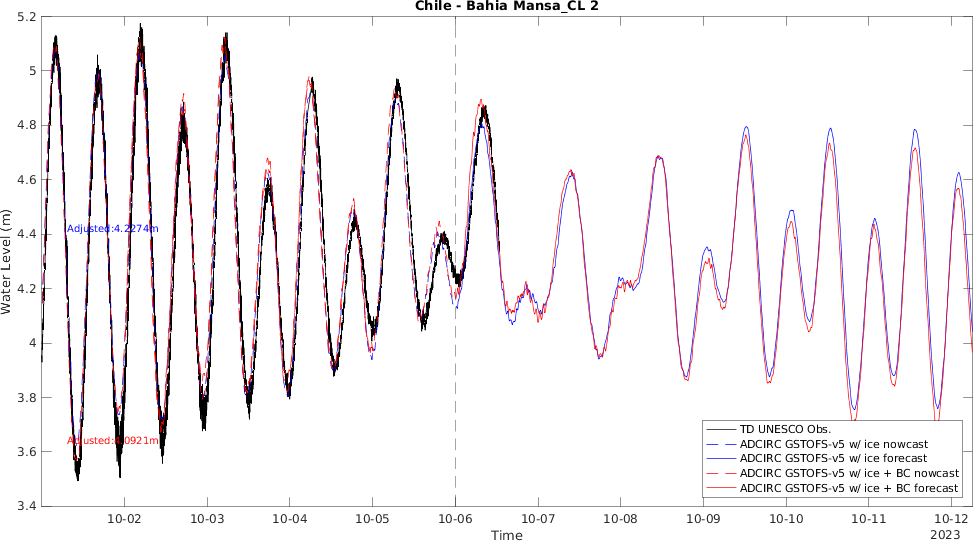 Chile - Bahia Mansa_CL 2
Water Level (m)
5.2
5
4.8
4.6
4.4
4.2
4
3.8
3.6
3.4
Adjusted:4.2274m
Adjusted:4.0921m
TD UNESCO Obs.
ADCIRC GSTOFS-v5 w/ ice nowcast
ADCIRC GSTOFS-v5 w/ ice forecast
ADCIRC GSTOFS-v5 w/ ice + BC nowcast
ADCIRC GSTOFS-v5 w/ ice + BC forecast
10-02 10-03 10-04 10-05 10-06 10-07 10-08 10-09 10-10 10-11 10-12
2023
Time